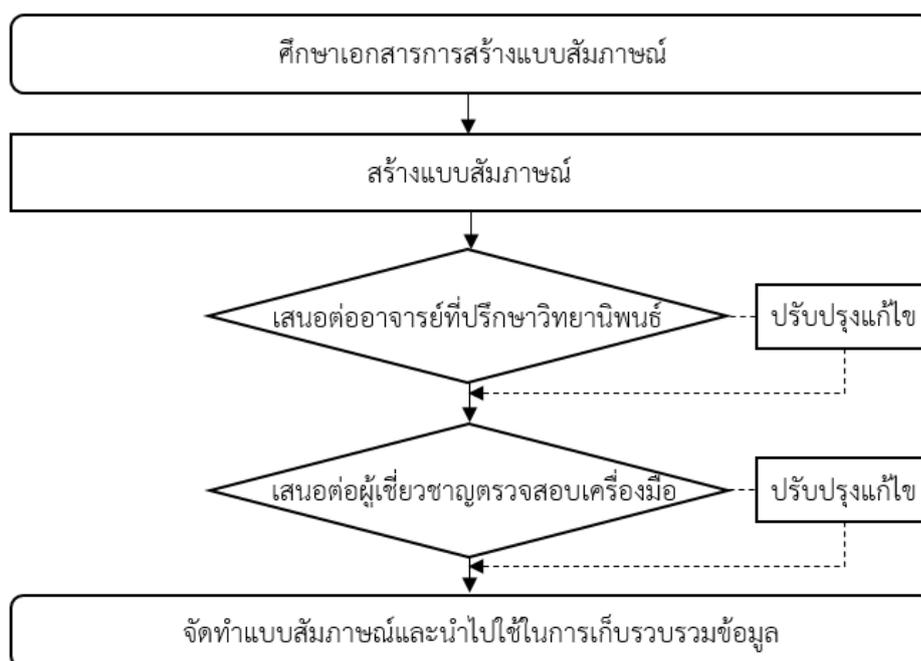 ศึกษาเอกสารการสร้างแบบสัมภาษณ์
สร้างแบบสัมภาษณ์
เสนอต่ออาจารย์ที่ปรึกษาวิทยานิพนธ์
ปรับปรุงแก้ไข
เสนอต่อผู้เชี่ยวชาญตรวจสอบเครื่องมือ
ปรับปรุงแก้ไข
จัดทำแบบสัมภาษณ์และนำไปใช้ในการเก็บรวบรวมข้อมูล